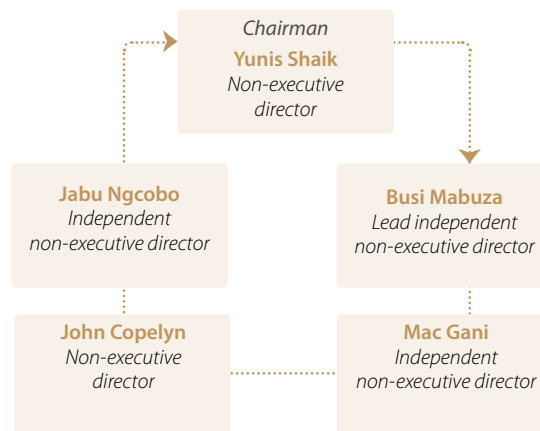 Chairman
Yunis Shaik
Non-executive
director
Jabu Ngcobo
Independent
non-executive director
Busi Mabuza
Lead independent
non-executive director
John Copelyn
Non-executive
director
Mac Gani
Independent
non-executive director